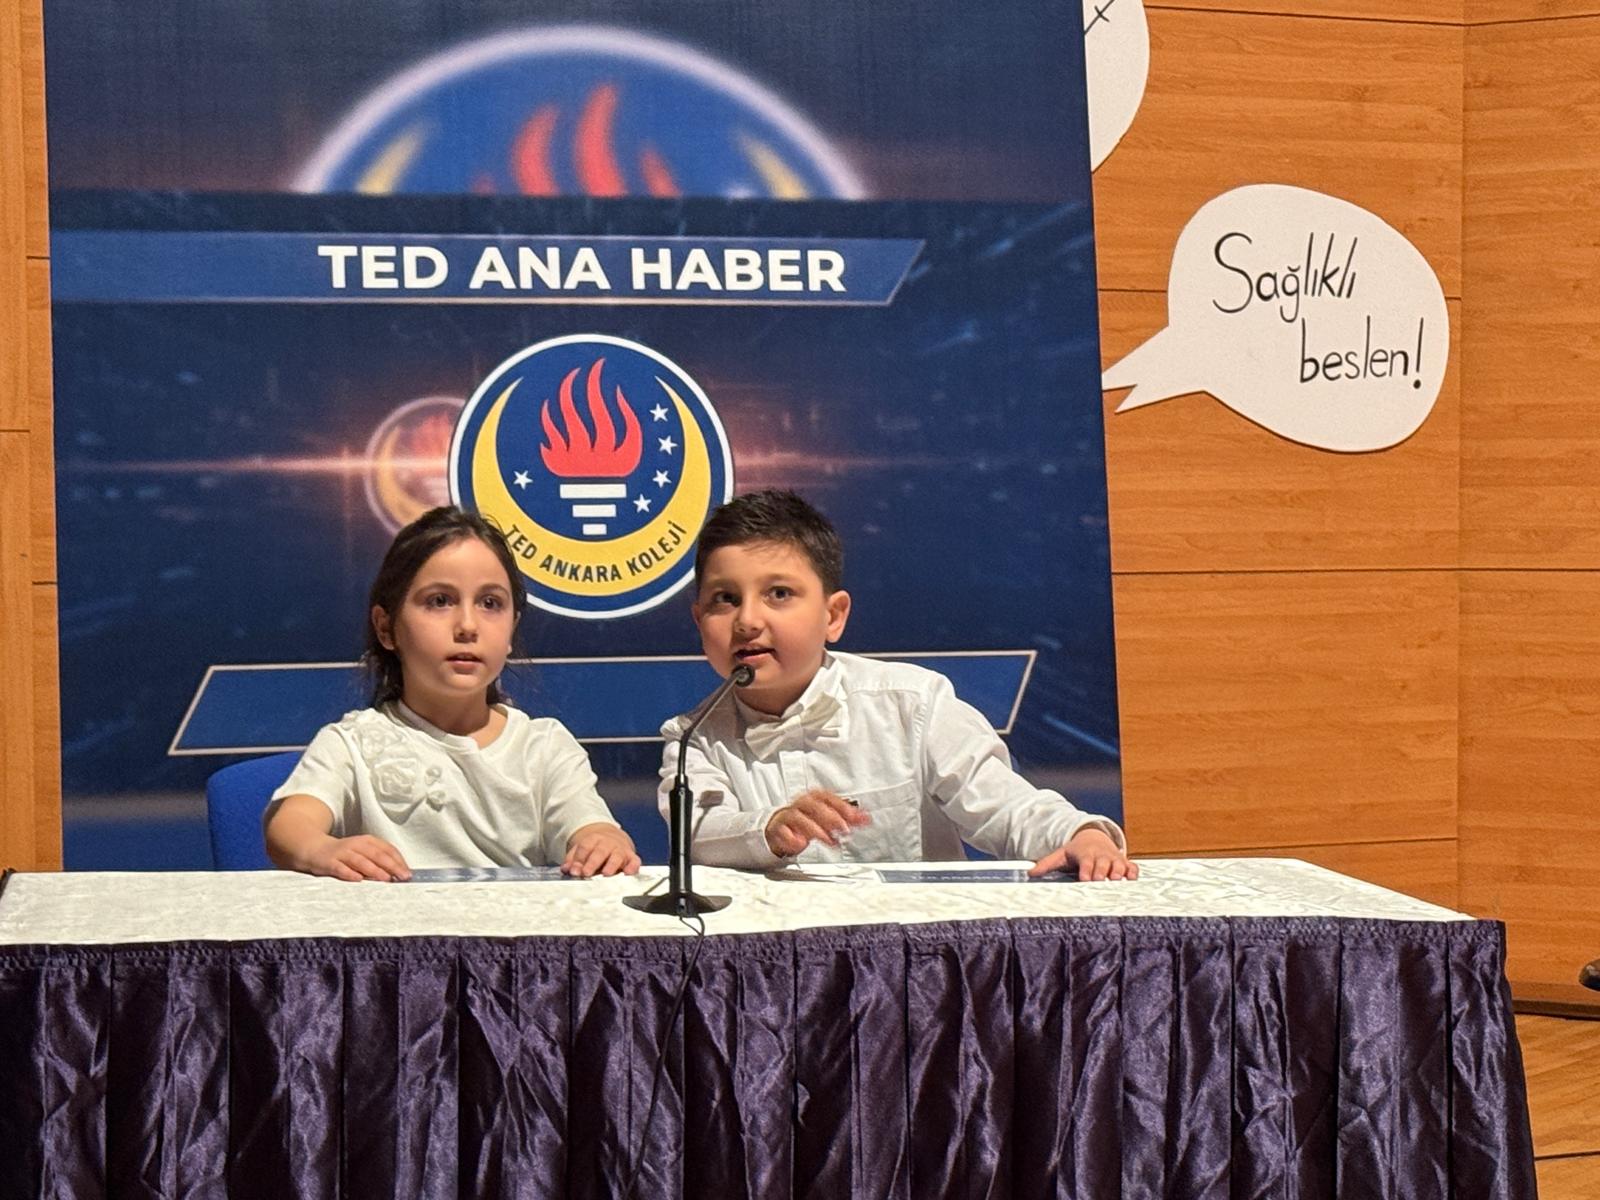 TED ANA HABER
Sağlıklı
beslen!
TED ANKARA KOLEJİ